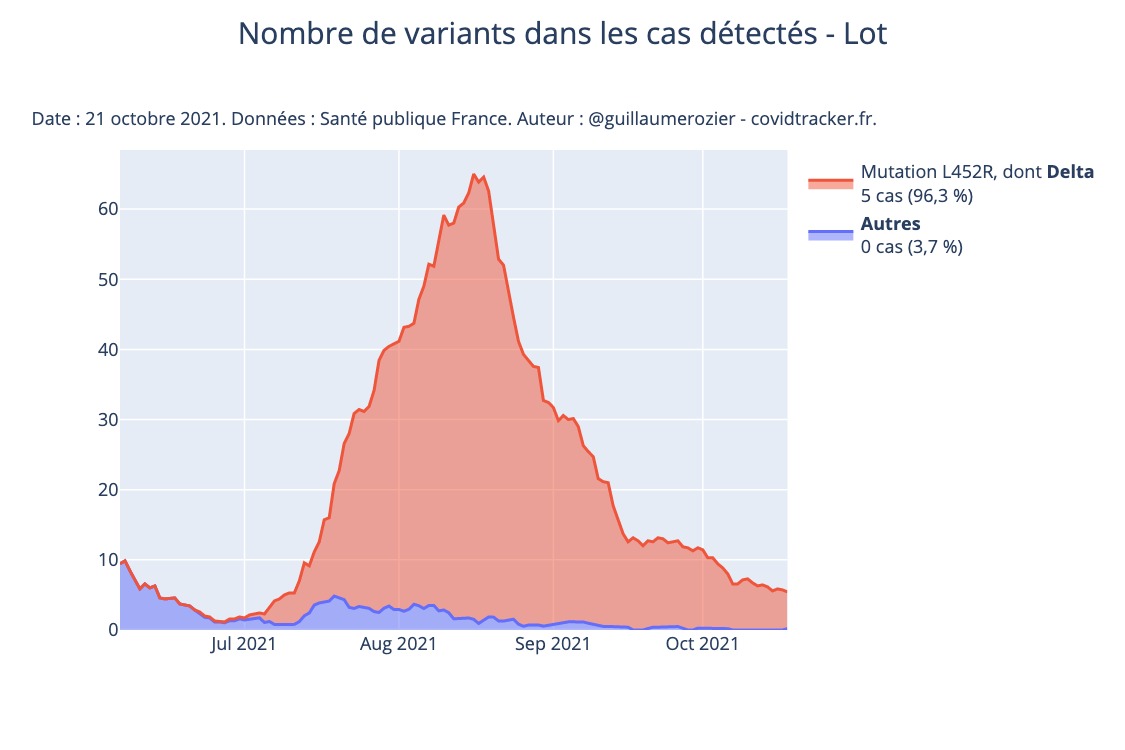 Nombre de variants dans les cas détectés - Lot
Date : 21 octobre 2021. Données : Santé publique France. Auteur : @guillaumerozier - covidtracker.fr.
Mutation L452R, dont Delta
5 cas (96,3 %)
Autres
0 cas (3,7 %)
60
50
40
30
20
10
0
Jul 2021
Aug 2021
Sep 2021
Oct 2021